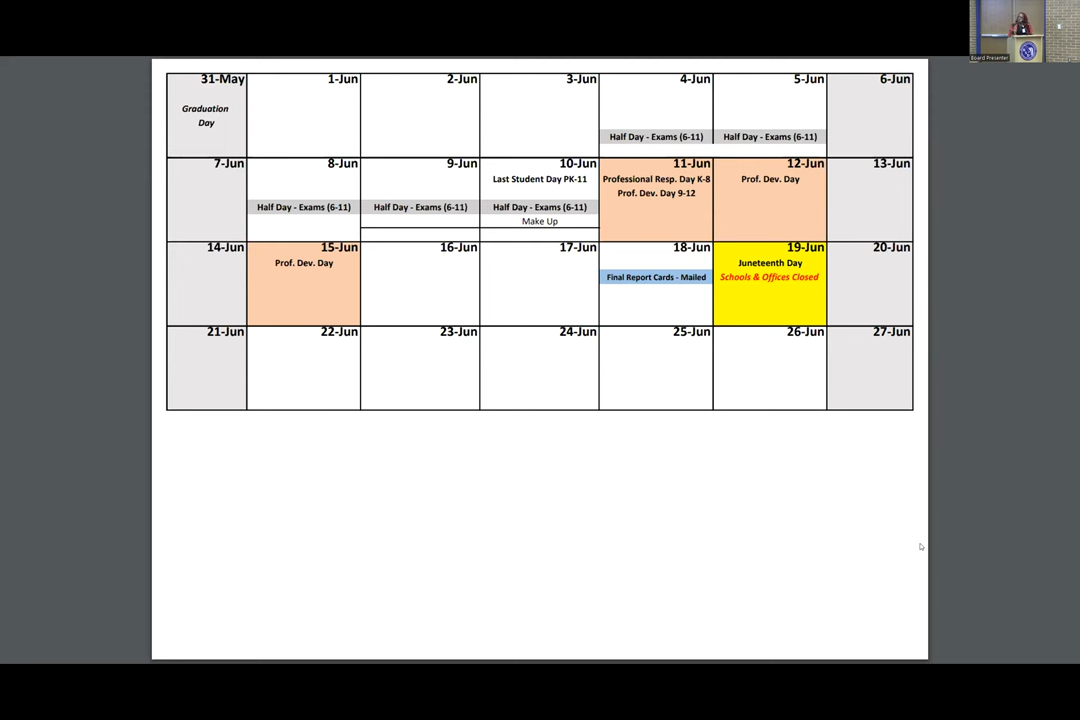 Board Presenter
31-May
1-Jun
2-Jun
3-Jun
4-Jun
5-Jun
6-Jun
Graduation
Day
Half Day - Exams (6-11)
Half Day - Exams (6-11)
7-Jun
8-Jun
9-Jun
10-Jun
11-Jun
12-Jun
13-Jun
Last Student Day PK-11
Professional Resp. Day K-8
Prof. Dev. Day
Prof. Dev. Day 9-12
Half Day - Exams (6-11)
Half Day - Exams (6-11)
Half Day - Exams (6-11)
Make Up
14-Jun
15-Jun
16-Jun
17-Jun
18-Jun
19-Jun
20-Jun
Prof. Dev. Day
Juneteenth Day
Final Report Cards - Mailed
Schools & Offices Closed
21-Jun
22-Jun
23-Jun
24-Jun
25-Jun
26-Jun
27-Jun